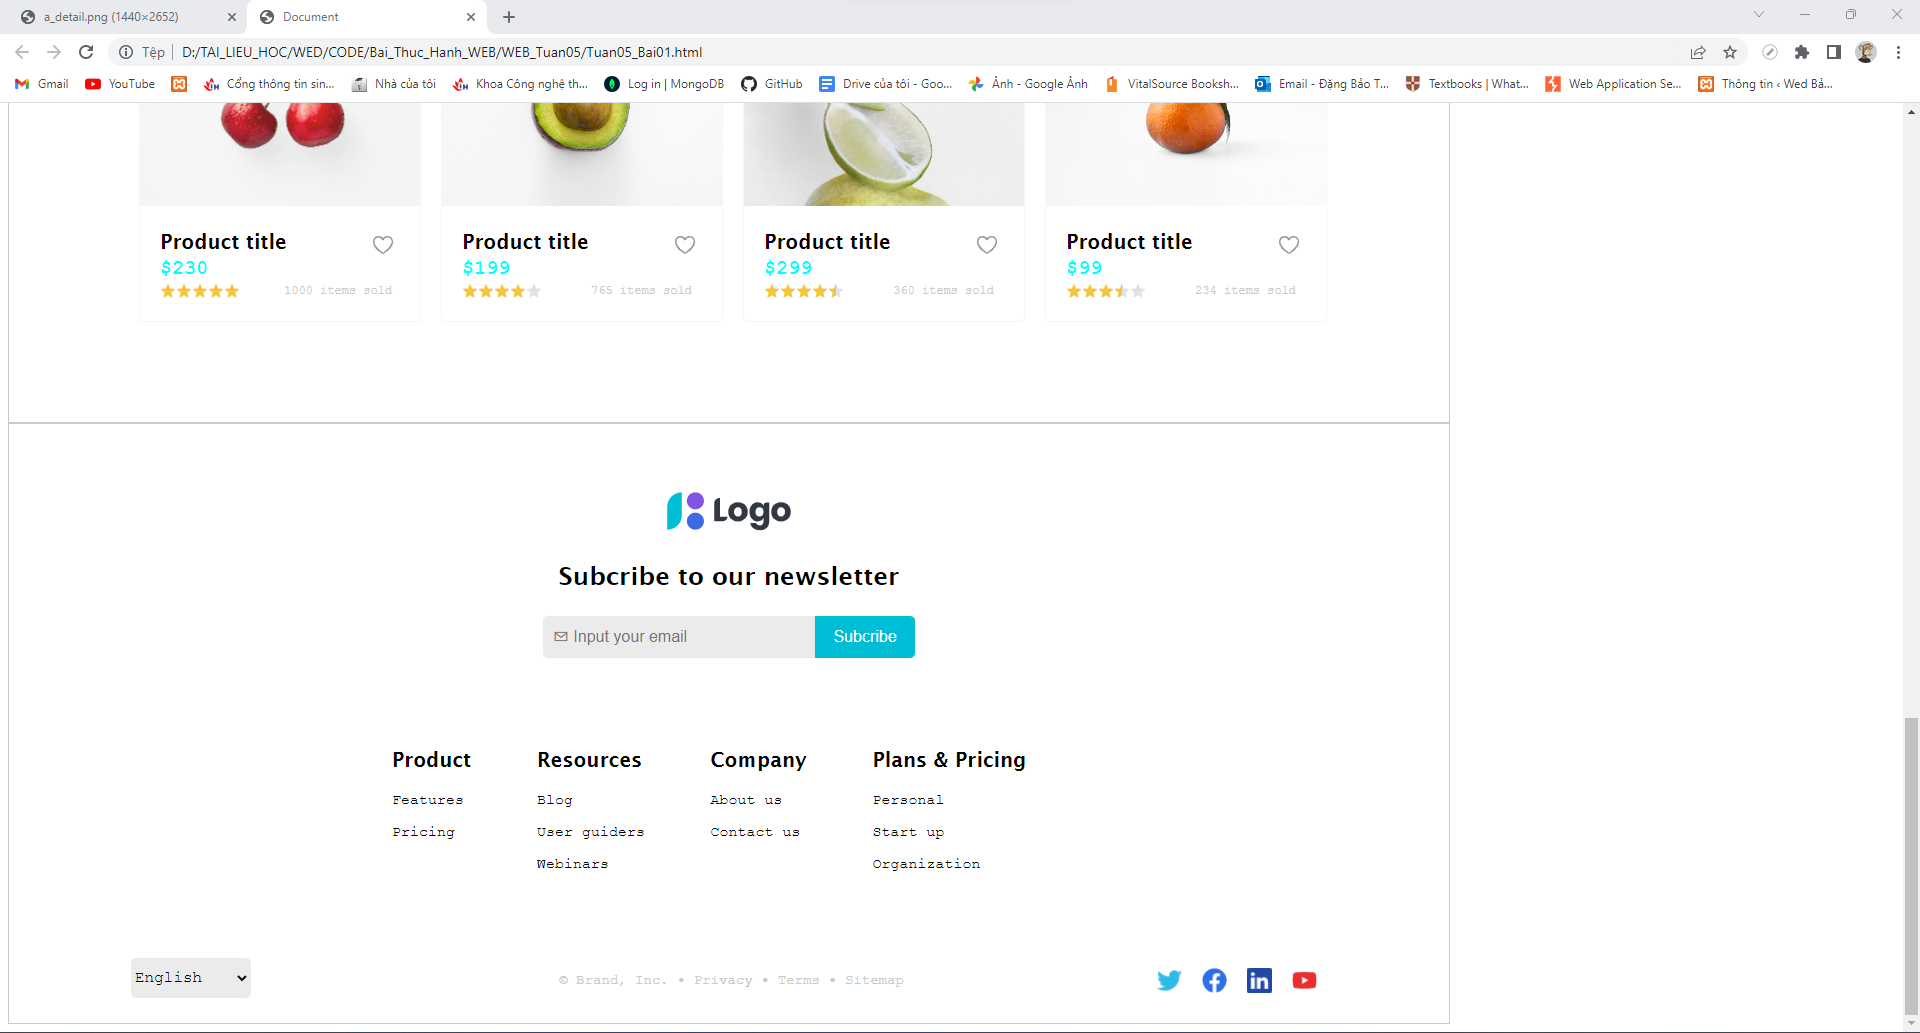 a_detail.png (1440×2652)
Document
Tệp
D:/TAI_LIEU_HOC/WED/CODE/Bai_Thuc_Hanh_WEB/WEB_Tuan05/Tuan05_Bai01.html
Gmail
YouTube
Cổng thông tin sin...
Nhà của tôi
Khoa Công nghệ th...
Log in | MongoDB
GitHub
Drive của tôi - Goo...
Ảnh - Google Ảnh
VitalSource Booksh...
Email - Đặng Bảo T...
Textbooks | What...
Web Application Se...
Thông tin ‹ Wed Bả...
Product title
$230
1000 items sold
Product title
$199
765 items sold
Product title
$299
360 items sold
Product title
$99
234 items sold
Logo
Subcribe to our newsletter
Input your email
Subcribe
Product
Features
Pricing
Resources
Blog
User guiders
Webinars
Company
About us
Contact us
Plans & Pricing
Personal
Start up
Organization
English
© Brand, Inc. • Privacy • Terms • Sitemap